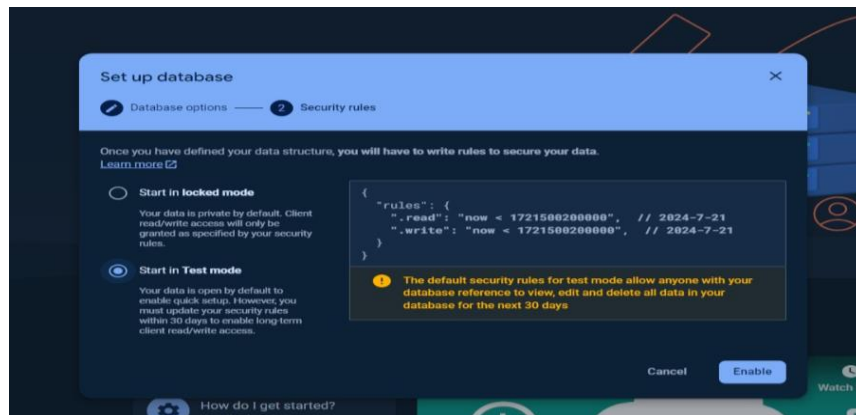 Set up database
Database options
2 Security rules
Once you have defined your data structure, you will have to write rules to secure your data.
Learn more
Start in locked mode
Your data is private by default. Client
read/write access will only be
granted as specified by your security
rules.
Start in Test mode
Your data is open by default to
enable quick setup. However, you
must update your security rules
within 30 days to enable long-term
client read/write access.
{
"rules": {
".read": "now < 1721500200000", // 2024-7-21
".write": "now < 1721500200000", // 2024-7-21
}
}
The default security rules for test mode allow anyone with your
database reference to view, edit and delete all data in your
database for the next 30 days
Cancel
Enable
Watch
How do I get started?